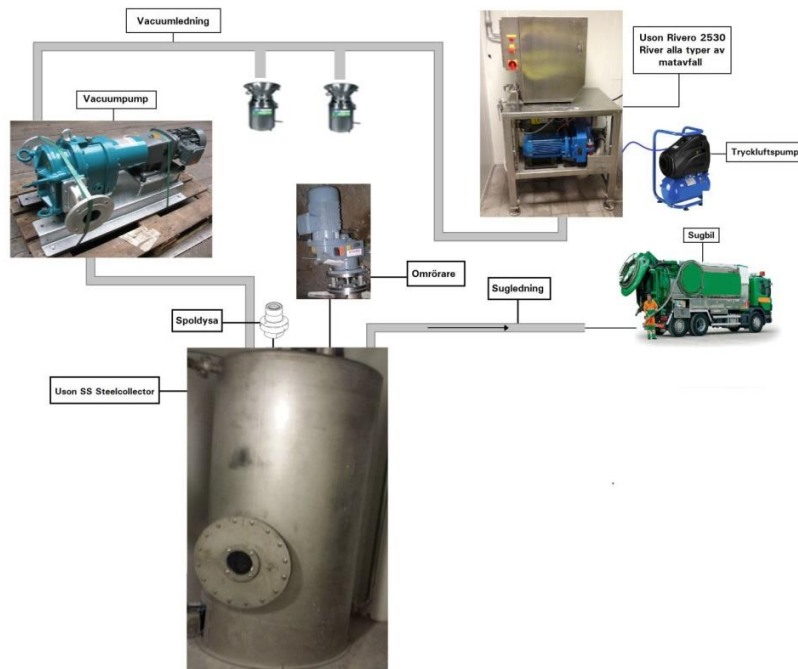 Vacuumledning
Uson Rivero 2530
River alla typer av
matavfall
Vacuumpump
Tryckluftspump
Sugbil
Omrörare
Sugledning
Spoldysa
Uson SS Steelcollector